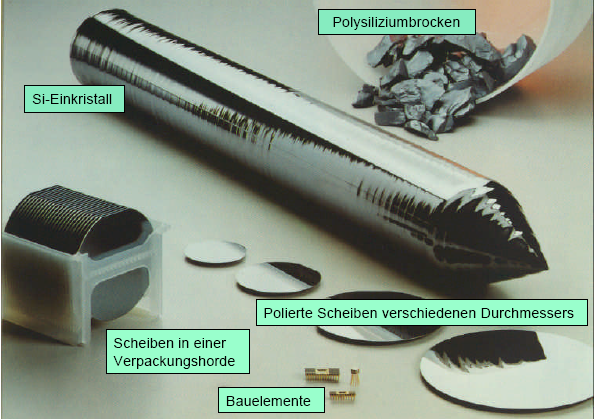 Polysiliziumbrocken
Si-Einkristall
Polierte Scheiben verschiedenen Durchmessers
Scheiben in einer
Verpackungshorde
Bauelemente